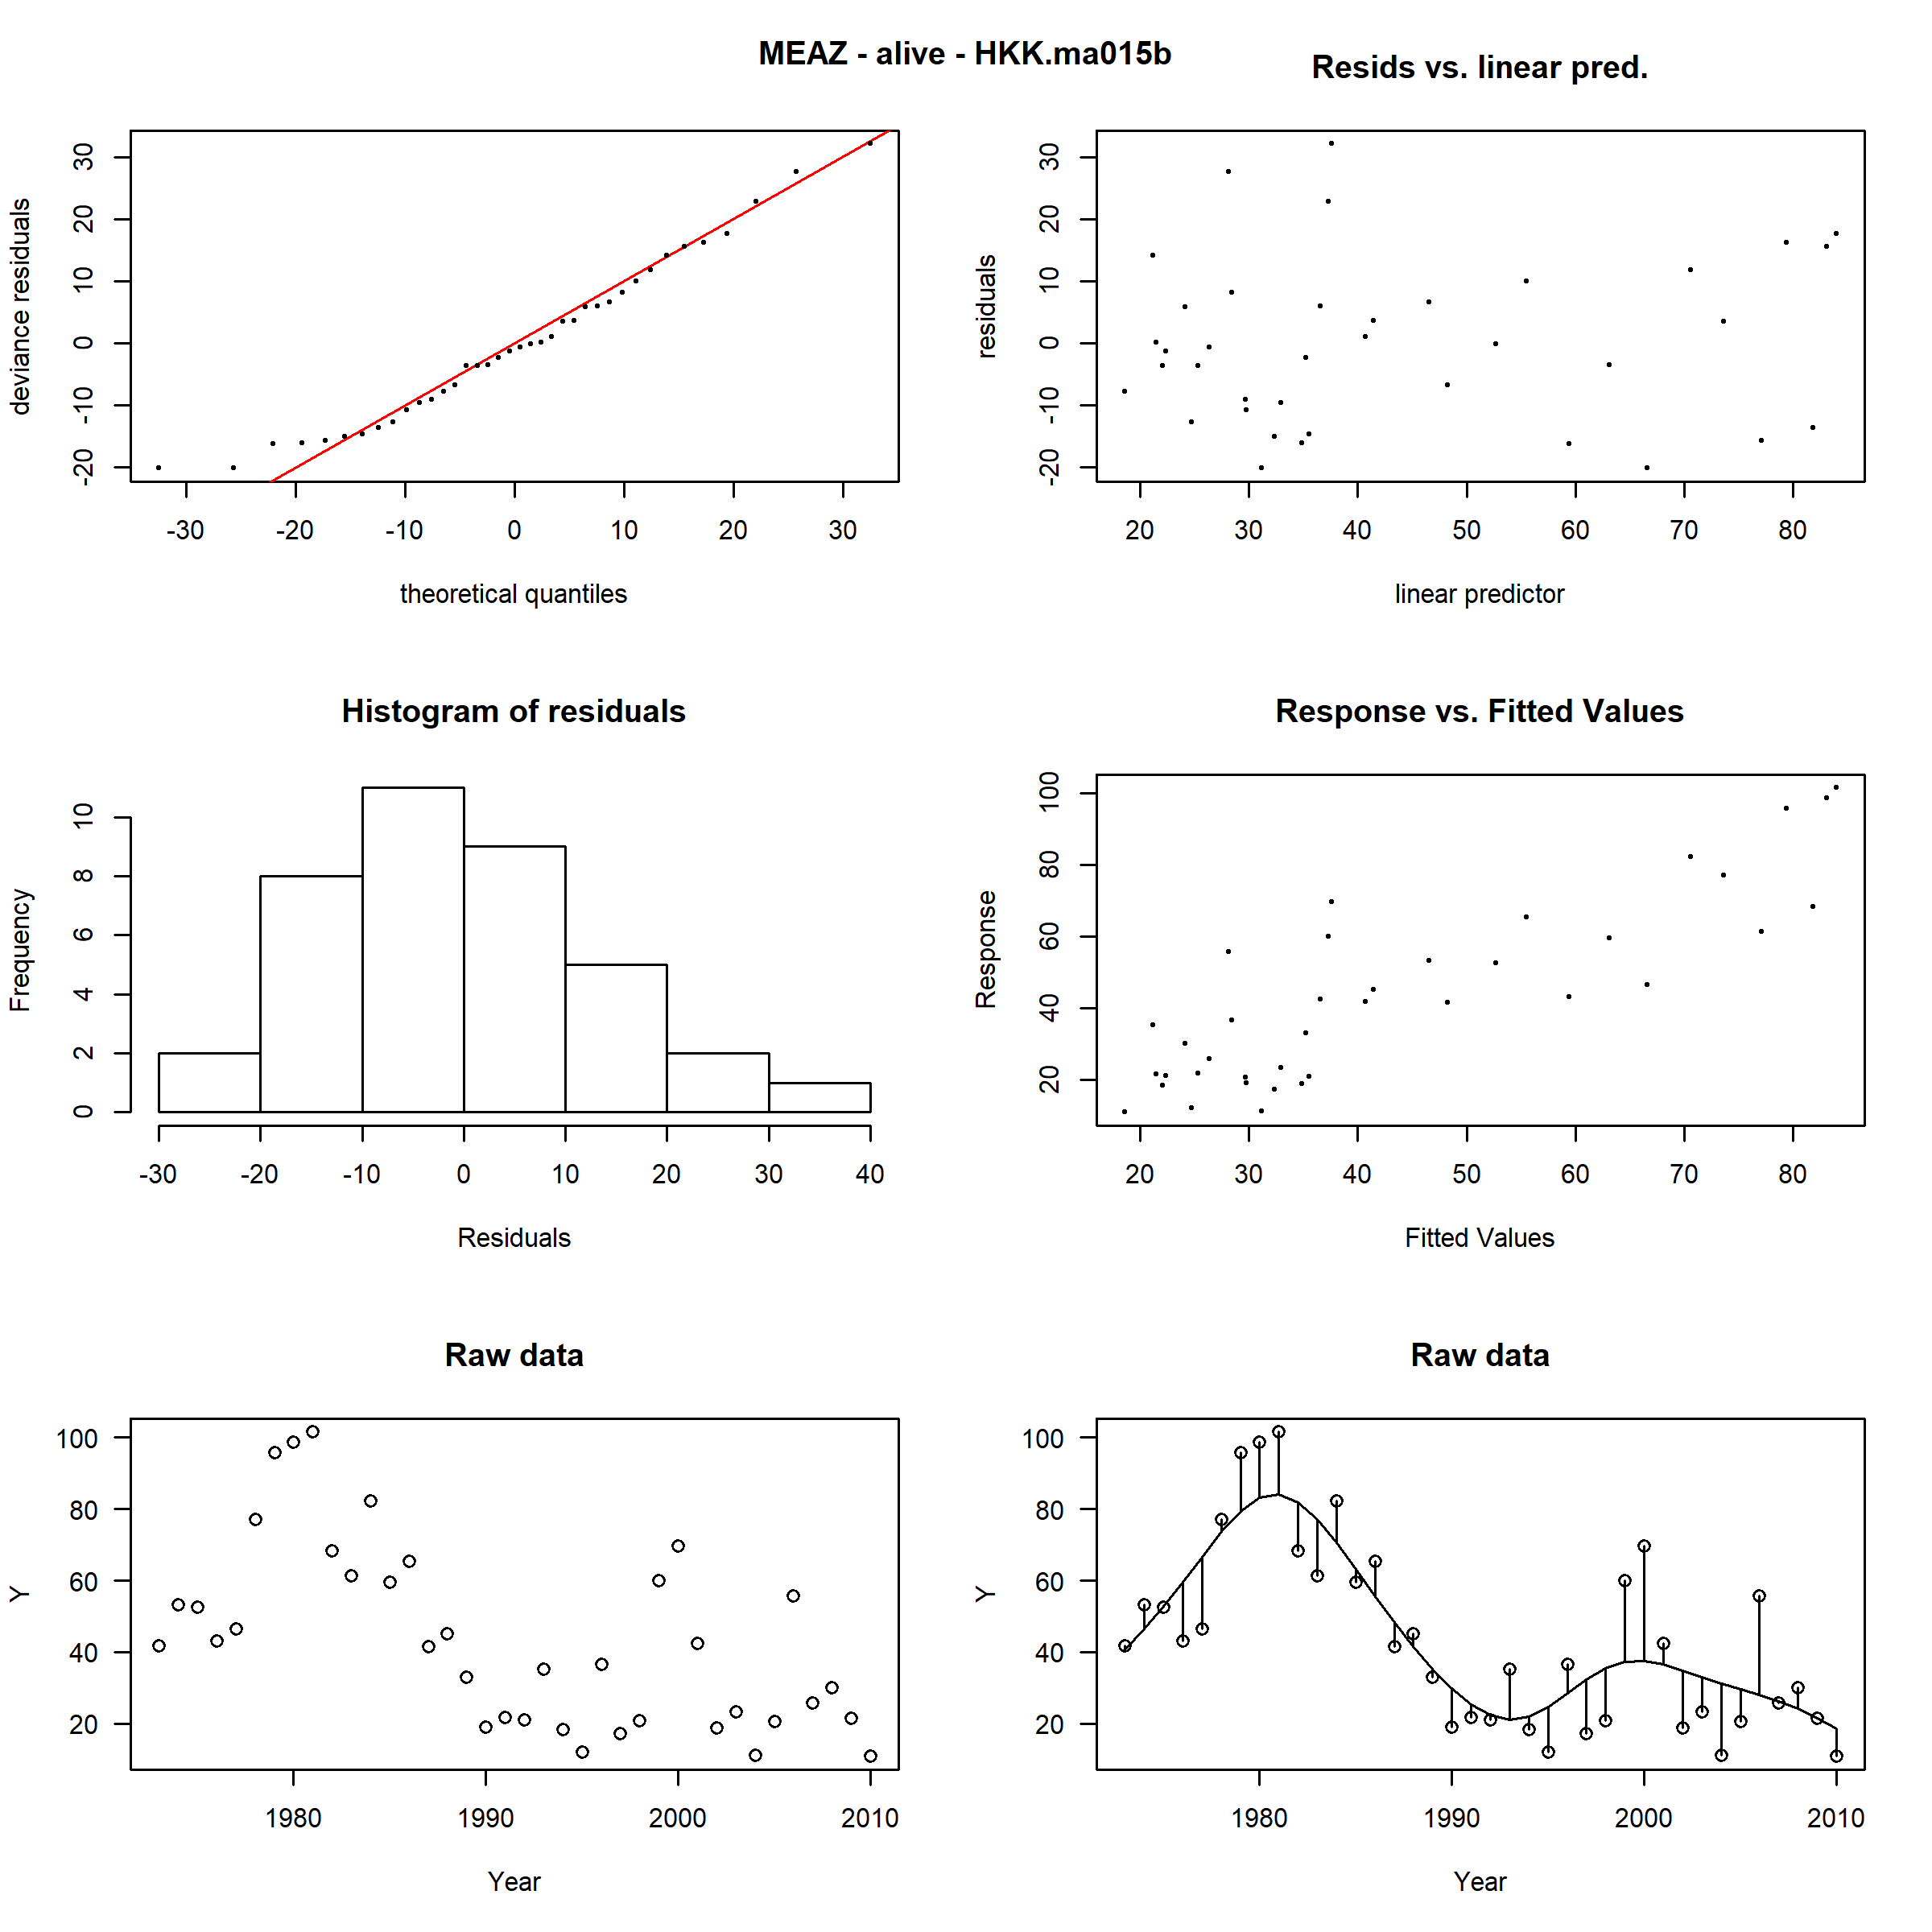 MEAZ - alive - HKK.ma015b
Resids vs. linear pred.
deviance residuals
30
20
10
0
-10
-20
-30 -20 -10 0 10 20 30
theoretical quantiles
residuals
30
20
10
0
-10
-20
20 30 40 50 60 70 80
linear predictor
Histogram of residuals
Frequency
10
8
6
4
2
0
-30 -20 -10 0 10 20 30 40
Residuals
Response vs. Fitted Values
Response
100
80
60
40
20
20 30 40 50 60 70 80
Fitted Values
Raw data
Y
100
80
60
40
20
1980 1990 2000 2010
Year
Raw data
Y
100
80
60
40
20
1980 1990 2000 2010
Year